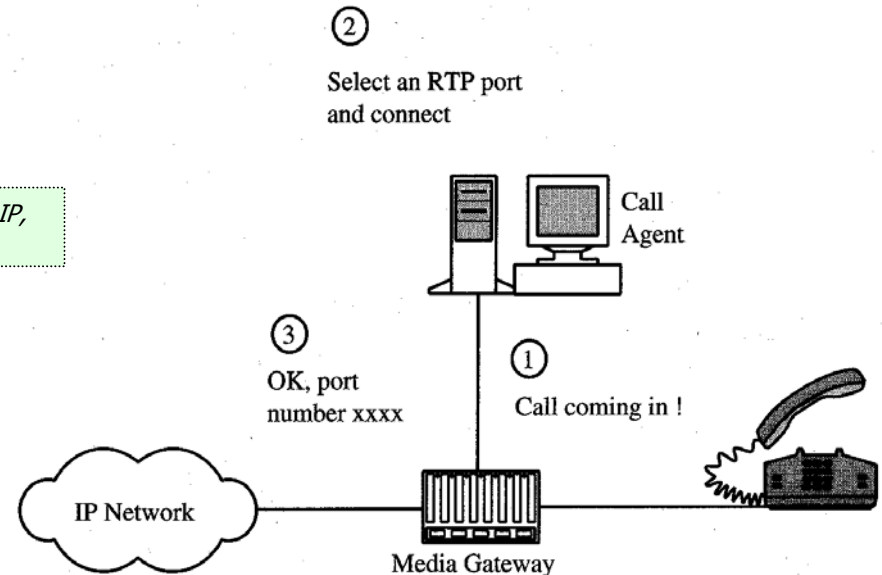 ②
Select an RTP port
and connect
IP,
Call
Agent
③
OK, port
number xxxx
①
Call coming in !
IP Network
Media Gateway